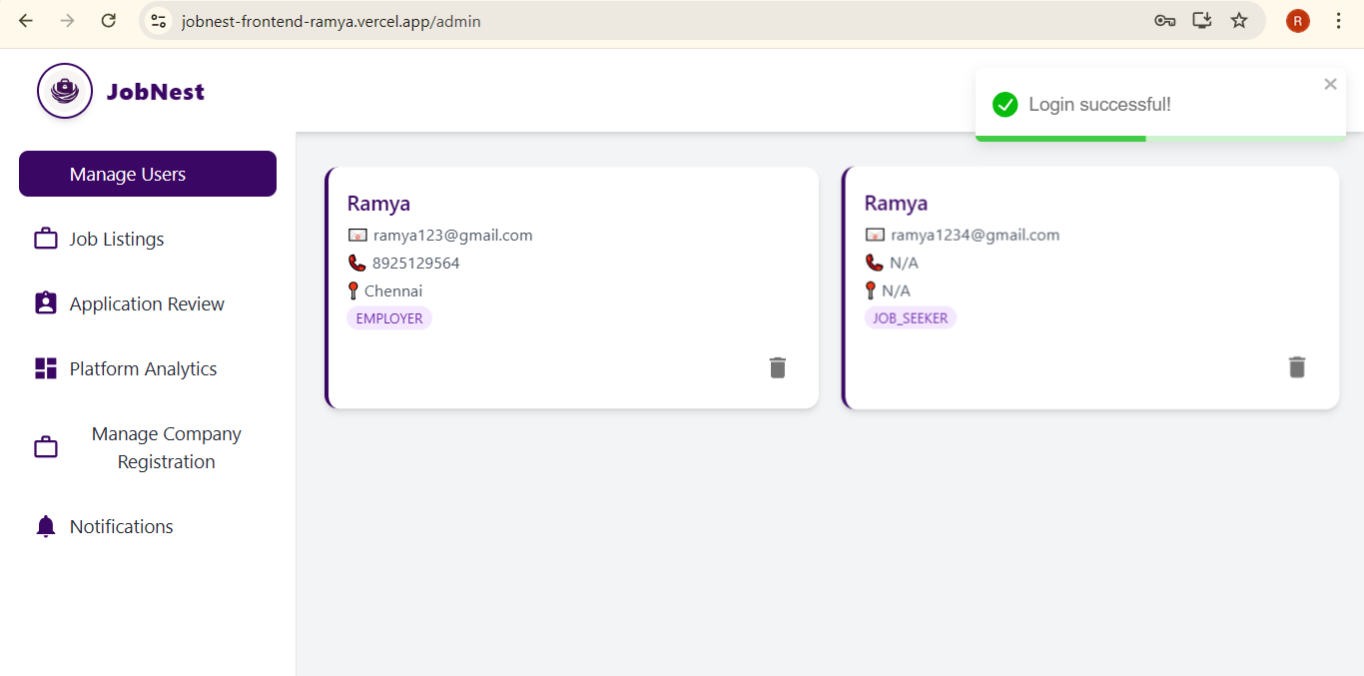 jobnest-frontend-ramya.vercel.app/admin
R
JobNest
Login successful!
Manage Users
Job Listings
Application Review
Platform Analytics
Manage Company
Registration
Notifications
Ramya
ramya123@gmail.com
8925129564
Chennai
EMPLOYER
Ramya
ramya1234@gmail.com
N/A
N/A
JOB_SEEKER